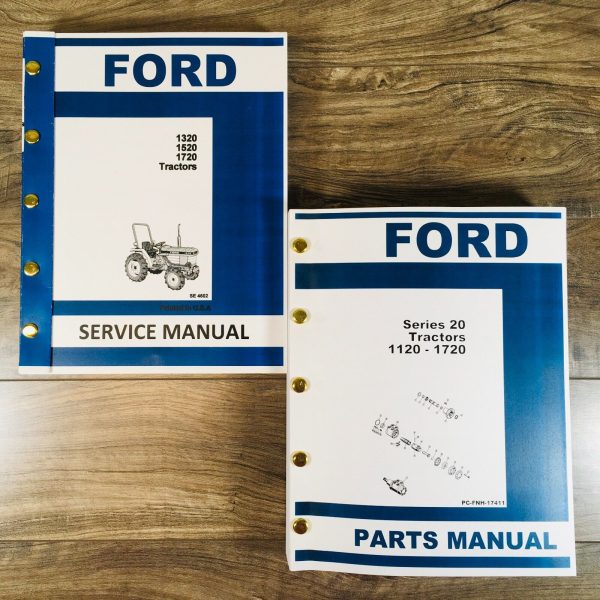 FORD
1320
1520
1720
Tractors
SE 4602
Printed in U.S.A.
SERVICE MANUAL
FORD
Series 20
Tractors
1120 - 1720
PC-FNH-17411
PARTS MANUAL